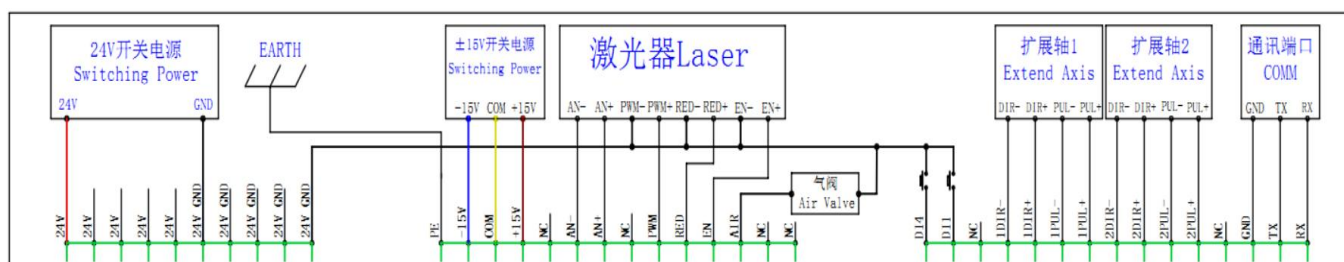 24V开关电源
Switching Power
24V GND
EARTH
±15V开关电源
Switching Power
-15V COM +15V
激光器Laser
AN- AN+ PWM- PWM+ RED- RED+ EN- EN+
扩展轴1
Extend Axis
DIR- DIR+ PUL- PUL+
扩展轴2
Extend Axis
DIR- DIR+ PUL- PUL+
通讯端口
COMM
GND TX RX
气阀
Air Valve
24V
24V
24V
24V
24V
24V GND
24V GND
24V GND
24V GND
24V GND
PE
-15V
COM
+15V
NC
AN-
AN+
NC
PWM
RED
EN
AIR
NC
NC
D14
D11
NC
1DIR-
1DIR+
1PUL-
1PUL+
2DIR-
2DIR+
2PUL-
2PUL+
NC
GND
TX
RX